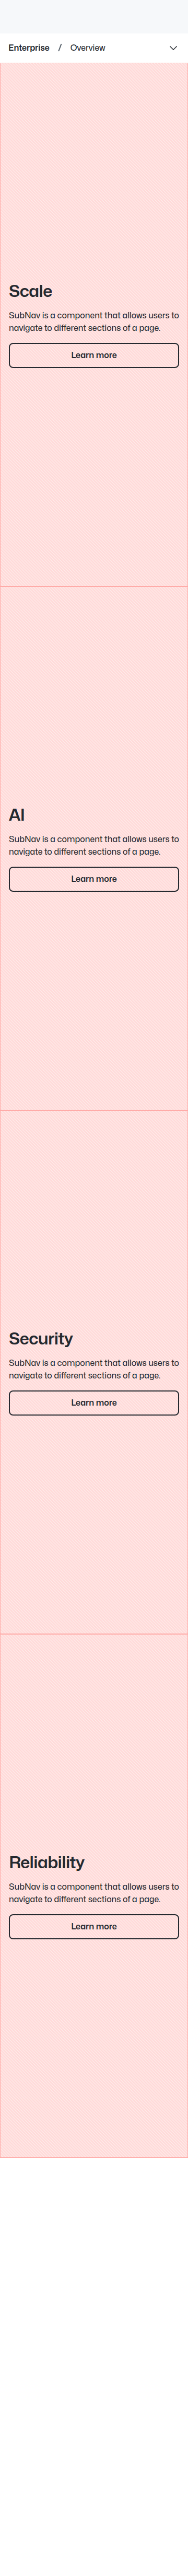 Enterprise / Overview
Scale
SubNav is a component that allows users to
navigate to different sections of a page.
Learn more
AI
SubNav is a component that allows users to
navigate to different sections of a page.
Learn more
Security
SubNav is a component that allows users to
navigate to different sections of a page.
Learn more
Reliability
SubNav is a component that allows users to
navigate to different sections of a page.
Learn more